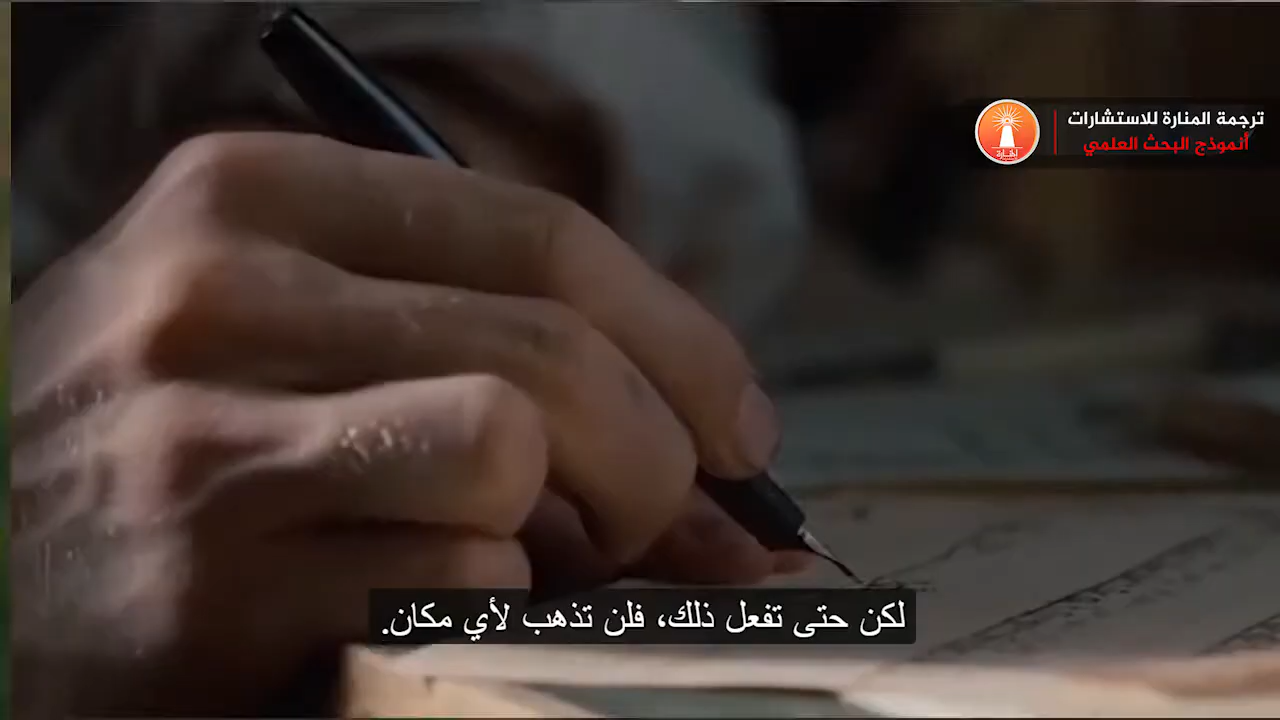 ترجمة المنارة للاستشارات
أنموذج البحث العلمي
لكن حتى تفعل ذلك، فلن تذهب لأي مكان.